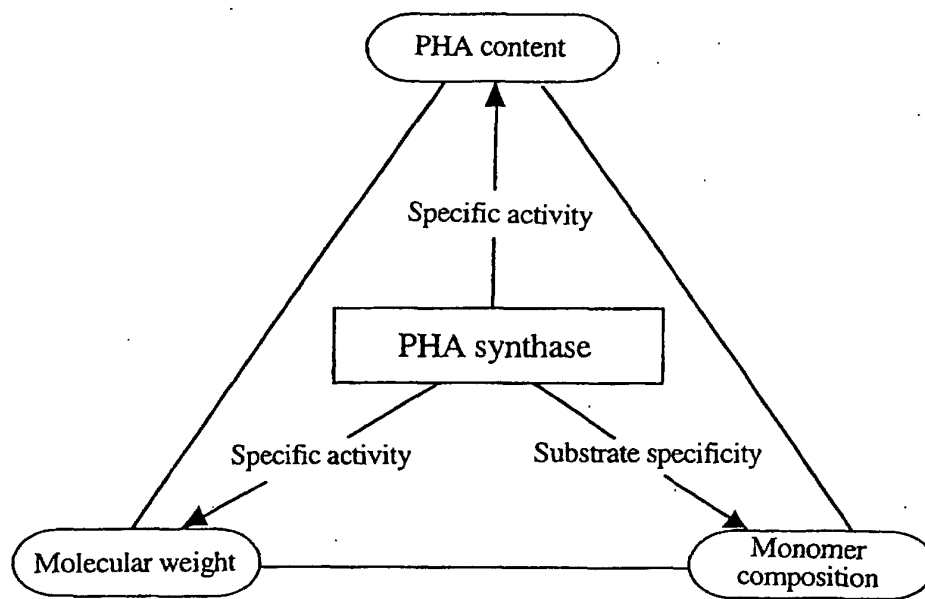 PHA content
Specific activity
PHA synthase
Specific activity
Substrate specificity
Molecular weight
Monomer
composition